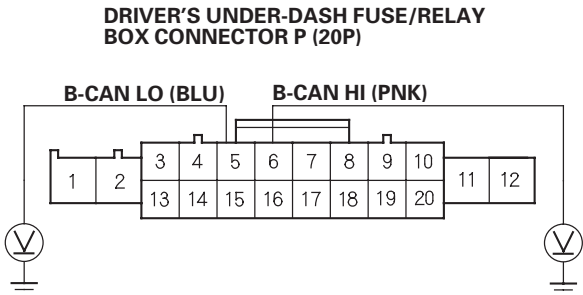 DRIVER'S UNDER-DASH FUSE/RELAY
BOX CONNECTOR P (20P)
B-CAN LO (BLU) B-CAN HI (PNK)
1 2 3 4 5 6 7 8 9 10 11 12
13 14 15 16 17 18 19 20
V V